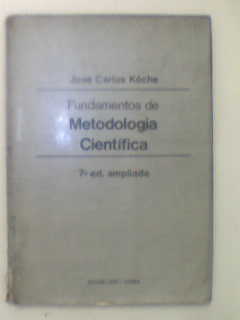 José Carlos Köche
Fundamentos de
Metodologia
Científica
7ª ed. ampliada